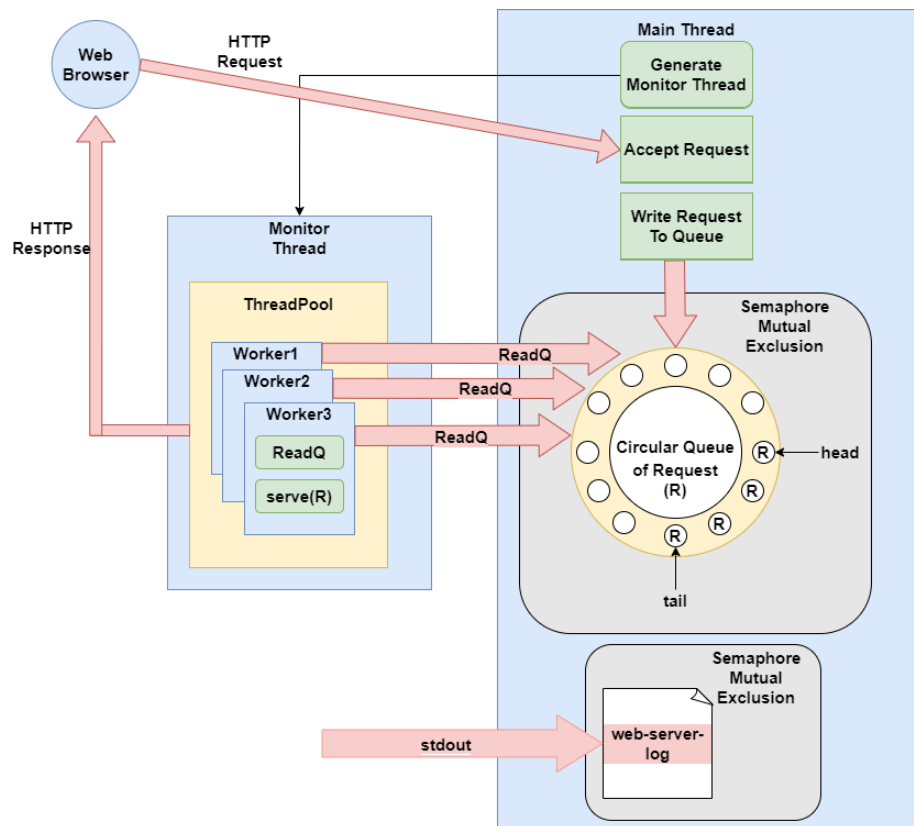 Web
Browser
HTTP
Request
Main Thread
Generate
Monitor Thread
Accept Request
Write Request
To Queue
HTTP
Response
Monitor
Thread
ThreadPool
Worker1
Worker2
Worker3
ReadQ
serve(R)
ReadQ
ReadQ
ReadQ
Semaphore
Mutual
Exclusion
Circular Queue
of Request
(R)
R
R
R
R
head
tail
Semaphore
Mutual
Exclusion
web-server-
log
stdout